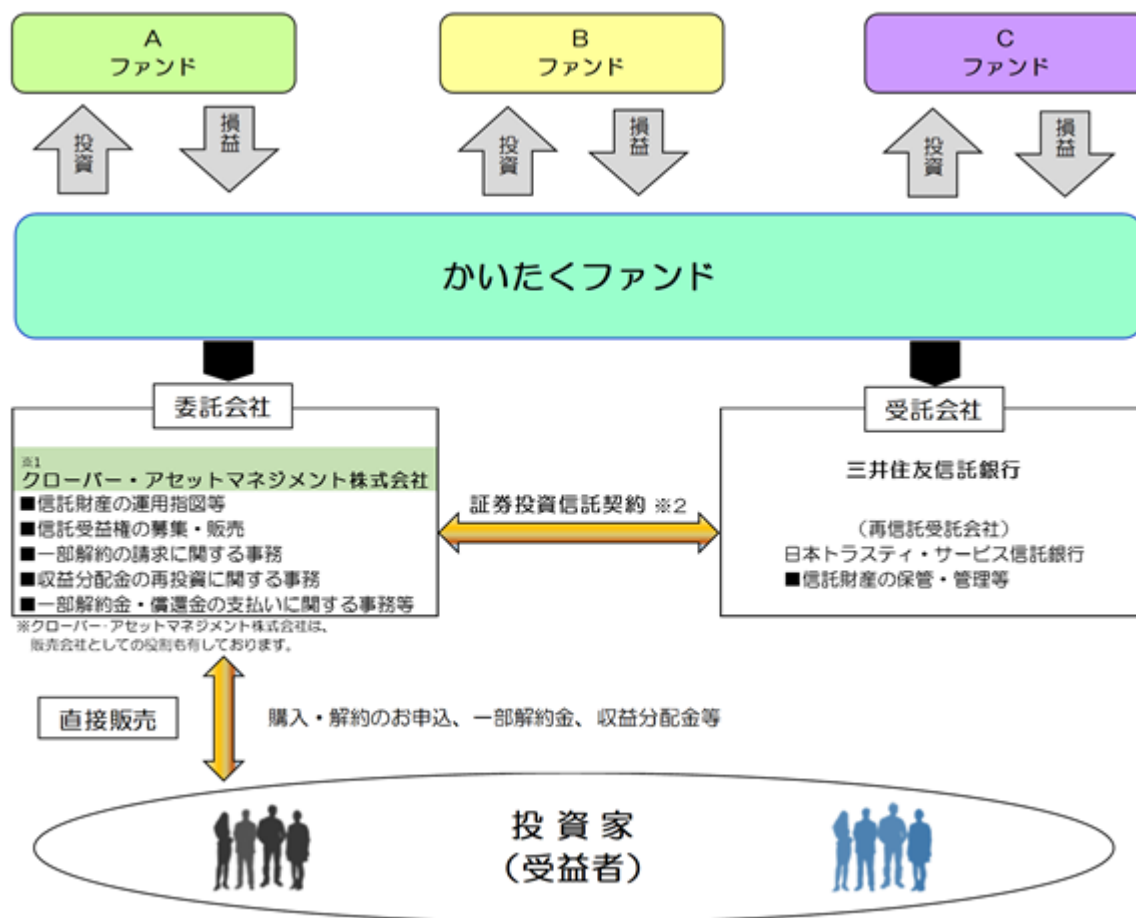 A
ファンド
B
ファンド
C
ファンド
投資
損益
投資
損益
投資
損益
かいたくファンド
委託会社
※1
クローバー・アセットマネジメント株式会社
■信託財産の運用指図等
■信託受益権の募集・販売
■一部解約の請求に関する事務
■収益分配金の再投資に関する事務
■一部解約金・償還金の支払いに関する事務等
※クローバー・アセットマネジメント株式会社は、
販売会社としての役割も有しております。
証券投資信託契約 ※2
受託会社
三井住友信託銀行
（再信託受託会社）
日本トラスティ・サービス信託銀行
■信託財産の保管・管理等
直接販売
購入・解約のお申込、一部解約金、収益分配金等
投資家
（受益者）